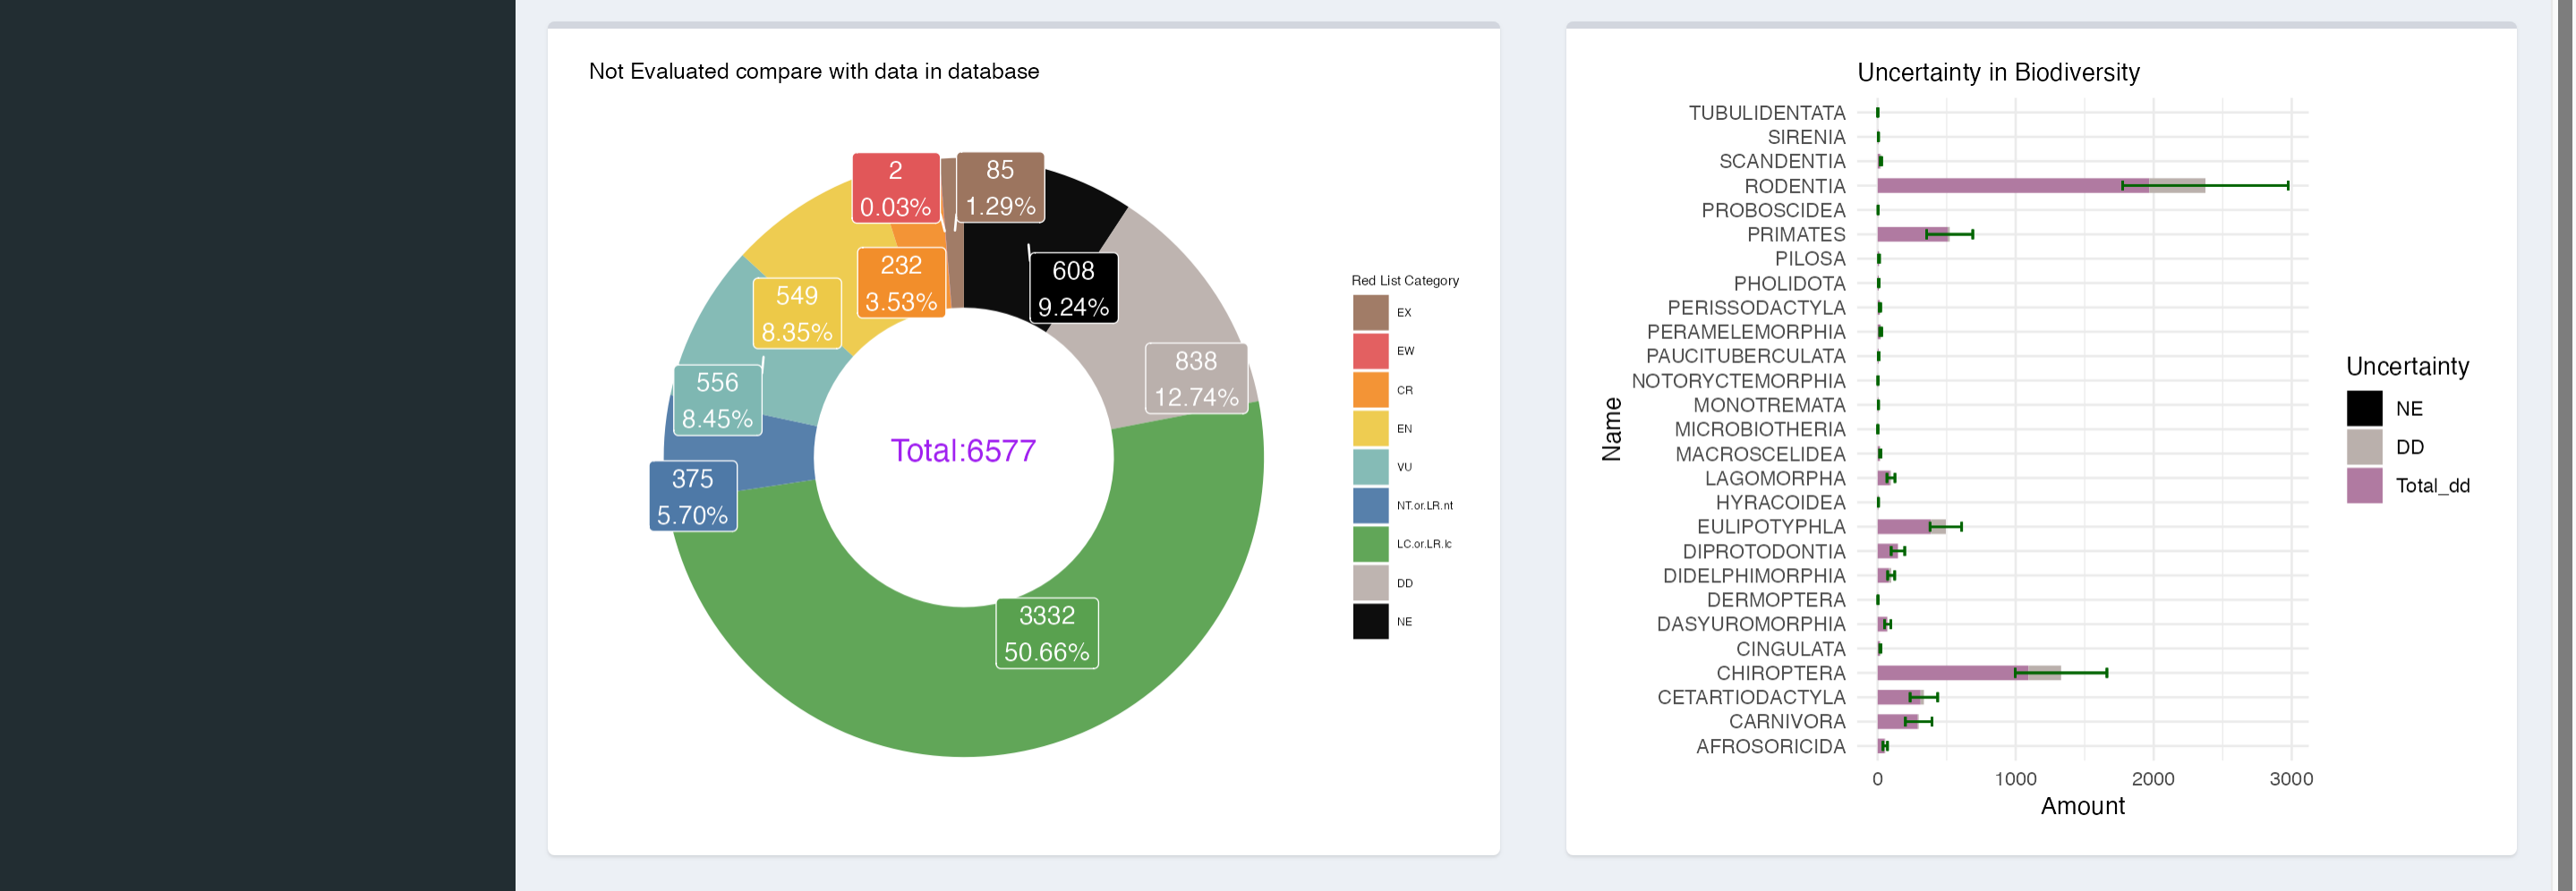 Not Evaluated compare with data in database
2
0.03%
85
1.29%
232
3.53%
608
9.24%
549
8.35%
838
12.74%
556
8.45%
Total:6577
375
5.70%
3332
50.66%
Red List Category
EX
EW
CR
EN
VU
NT.or.LR.nt
LC.or.LR.lc
DD
NE
Uncertainty in Biodiversity
Name
TUBULIDENTATA
SIRENIA
SCANDENTIA
RODENTIA
PROBOSCIDEA
PRIMATES
PILOSA
PHOLIDOTA
PERISSODACTYLA
PERAMELEMORPHIA
PAUCITUBERCULATA
NOTORYCTEMORPHIA
MONOTREMATA
MICROBIOTHERIA
MACROSCELIDEA
LAGOMORPHA
HYRACOIDEA
EULIPOTYPHLA
DIPROTODONTIA
DIDELPHIMORPHIA
DERMOPTERA
DASYUROMORPHIA
CINGULATA
CHIROPTERA
CETARTIODACTYLA
CARNIVORA
AFROSORICIDA
0 1000 2000 3000
Amount
Uncertainty
NE
DD
Total_dd